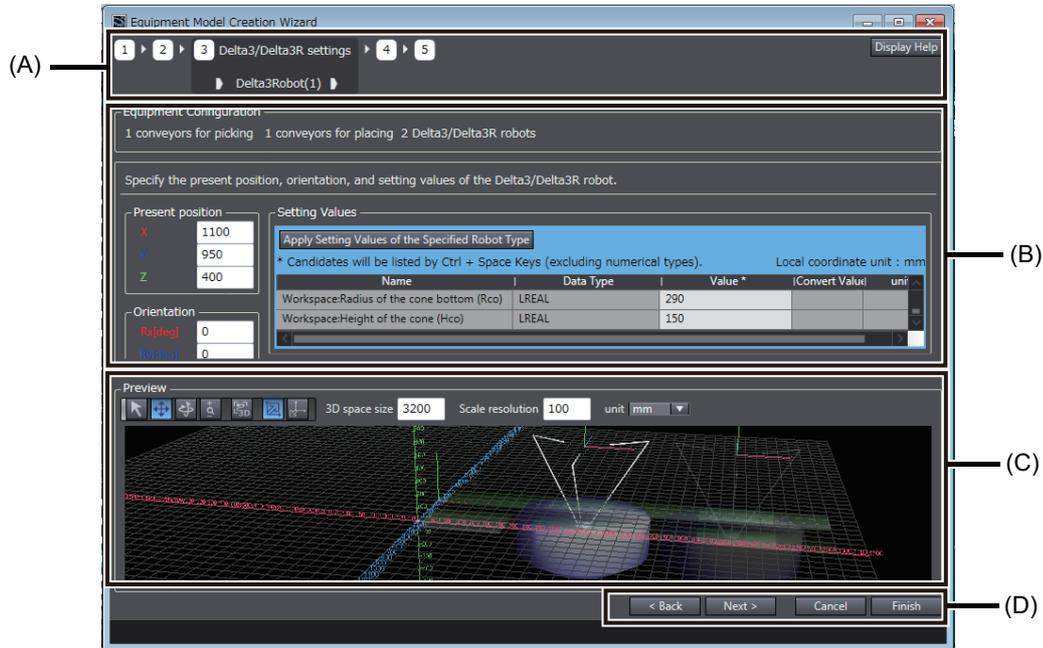 Equipment Model Creation Wizard
(A)
1 2 3 Delta3/Delta3R settings 4 5
Display Help
Delta3Robot(1)
Equipment Configuration
1 conveyors for picking 1 conveyors for placing 2 Delta3/Delta3R robots
Specify the present position, orientation, and setting values of the Delta3/Delta3R robot.
(B)
Present position
X 1100
Y 950
Z 400
Orientation
Rx[deg] 0
Ry[deg] 0
Setting Values
Apply Setting Values of the Specified Robot Type
* Candidates will be listed by Ctrl + Space Keys (excluding numerical types). Local coordinate unit : mm
Name Data Type Value * Convert Value unit
Workspace:Radius of the cone bottom (Rco) LREAL 290
Workspace:Height of the cone (Hco) LREAL 150
Preview
3D space size 3200 Scale resolution 100 unit mm
(C)
< Back Next > Cancel Finish
(D)